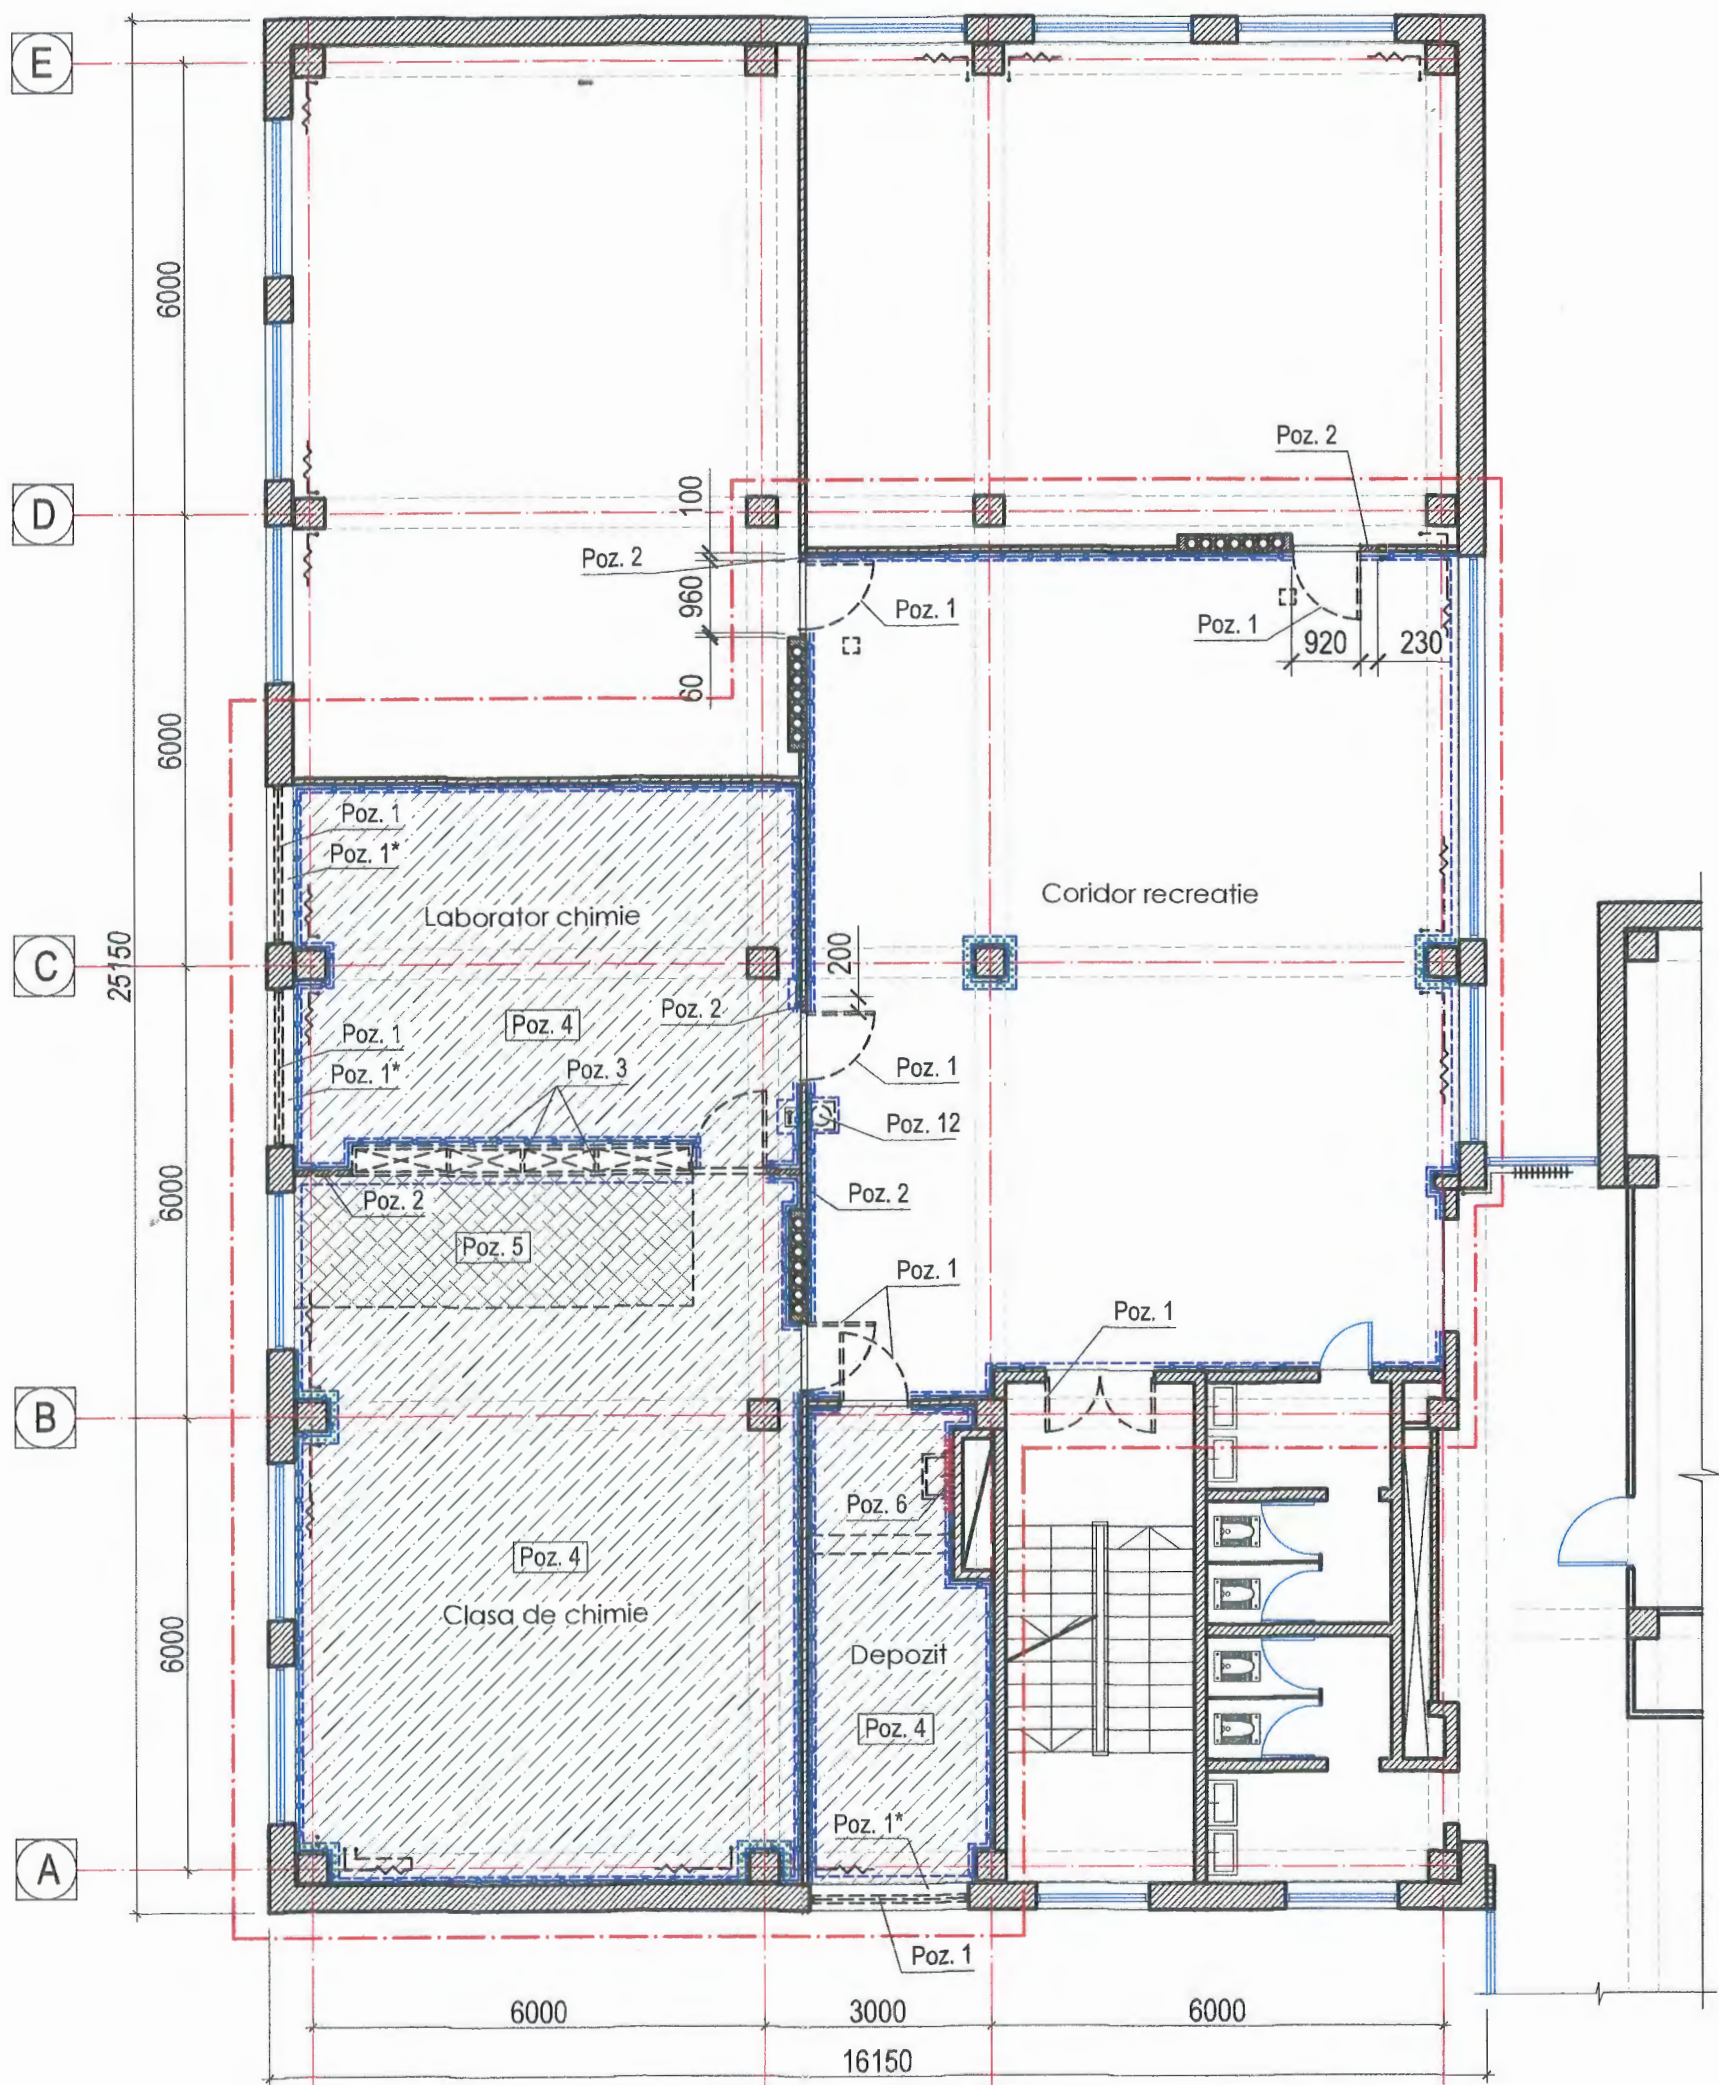 E
6000
Poz. 2
D
100
Poz. 2
960
Poz. 1
Poz. 1
920
230
60
6000
Poz. 1
Poz. 1*
Laborator chimie
Coridor recreatie
C
25150
200
Poz. 2
Poz. 4
Poz. 1
Poz. 3
Poz. 1
Poz. 1*
Poz. 12
6000
Poz. 2
Poz. 2
Poz. 5
Poz. 1
Poz. 1
B
Poz. 6
Poz. 4
Clasa de chimie
6000
Depozit
Poz. 4
Poz. 1*
A
Poz. 1
6000
3000
6000
16150